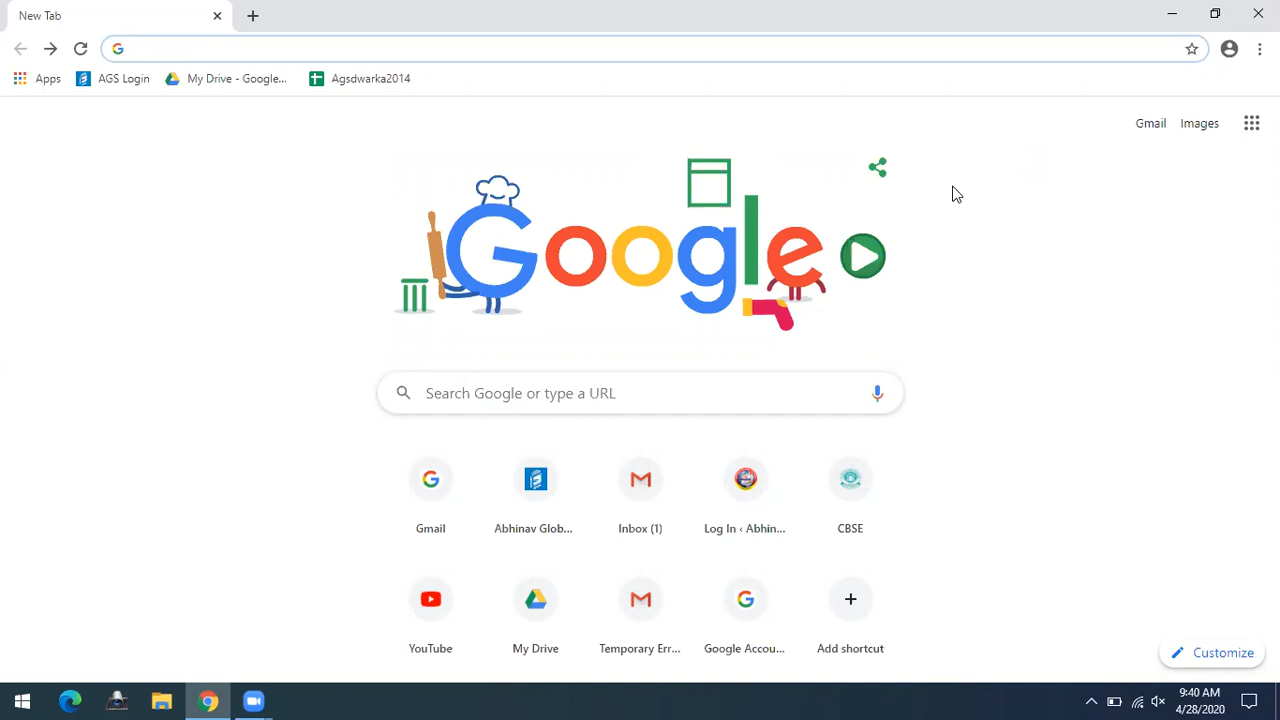 New Tab
Apps AGS Login My Drive - Google... Agsdwarka2014
Gmail Images
Google
Search Google or type a URL
Gmail Abhinav Glob... Inbox (1) Log In ‹ Abhin... CBSE
YouTube My Drive Temporary Err... Google Accou... Add shortcut
Customize
9:40 AM
4/28/2020